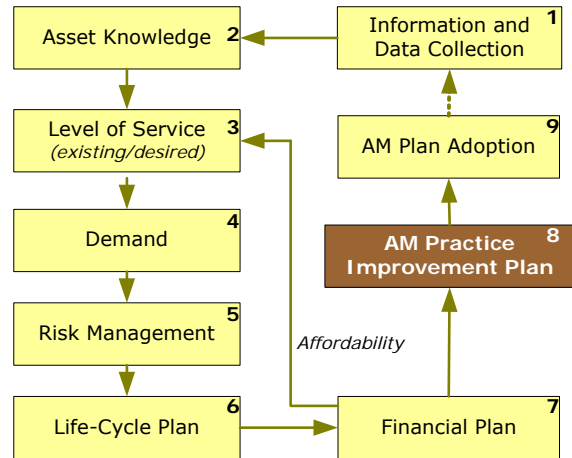 Information and
Data Collection
1
Asset Knowledge
2
Level of Service
(existing/desired)
3
Demand
4
Risk Management
5
Life-Cycle Plan
6
Financial Plan
7
Affordability
AM Practice
Improvement Plan
8
AM Plan Adoption
9